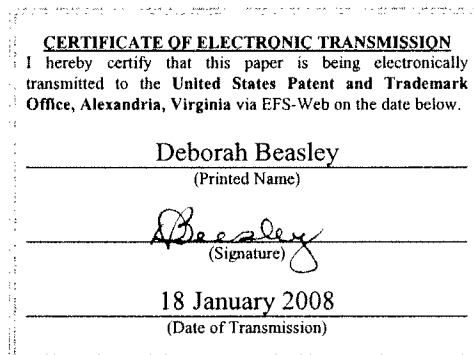 CERTIFICATE OF ELECTRONIC TRANSMISSION
I hereby certify that this paper is being electronically
transmitted to the United States Patent and Trademark
Office, Alexandria, Virginia via EFS-Web on the date below.
Deborah Beasley
(Printed Name)
DBeasley
(Signature)
18 January 2008
(Date of Transmission)